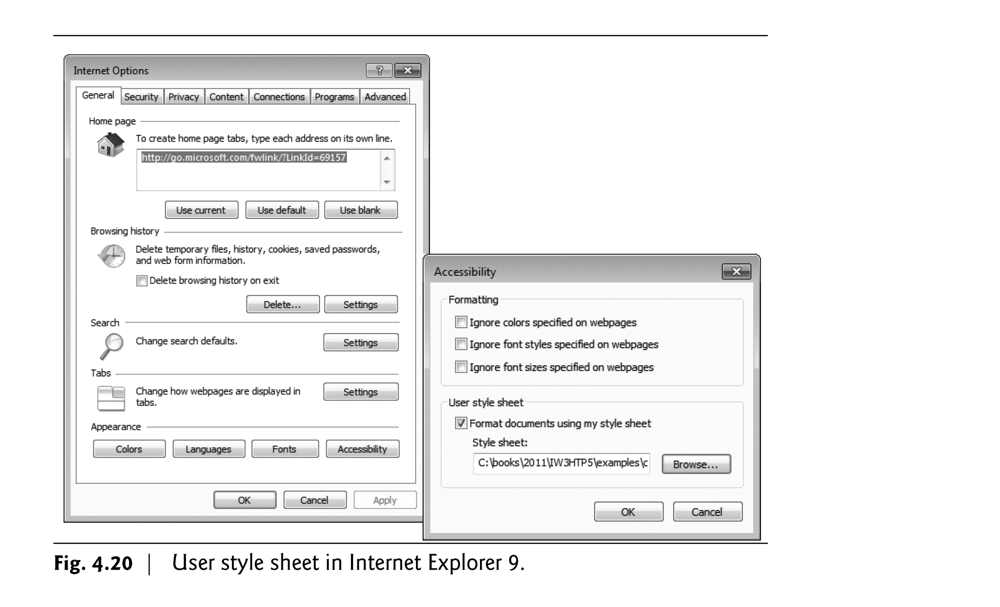 Internet Options
?
General Security Privacy Content Connections Programs Advanced
Home page
To create home page tabs, type each address on its own line.
http://go.microsoft.com/fwlink/?LinkId=69157
Use current Use default Use blank
Browsing history
Delete temporary files, history, cookies, saved passwords,
and web form information.
Delete browsing history on exit
Delete... Settings
Search
Change search defaults. Settings
Tabs
Change how webpages are displayed in
tabs.
Settings
Appearance
Colors Languages Fonts Accessibility
OK Cancel Apply
Accessibility
Formatting
Ignore colors specified on webpages
Ignore font styles specified on webpages
Ignore font sizes specified on webpages
User style sheet
Format documents using my style sheet
Style sheet:
C:\books\2011\IW3HTP5\examples\c Browse...
OK Cancel
Fig. 4.20 | User style sheet in Internet Explorer 9.